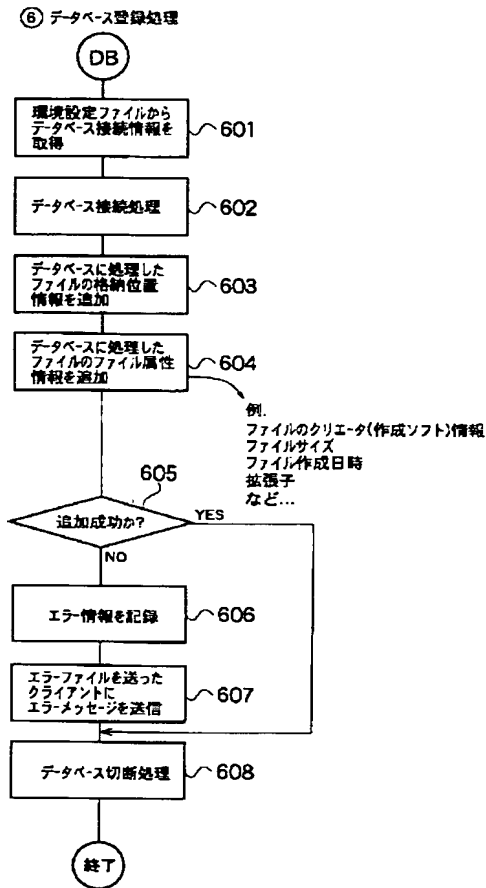 ⑥ データベース登録処理
DB
環境設定ファイルから
データベース接続情報を
取得
601
データベース接続処理
602
データベースに処理した
ファイルの格納位置
情報を追加
603
データベースに処理した
ファイルのファイル属性
情報を追加
604
例.
ファイルのクリエータ(作成ソフト)情報
ファイルサイズ
ファイル作成日時
拡張子
など...
605
追加成功か?
YES
NO
エラー情報を記録
606
エラーファイルを送った
クライアントに
エラーメッセージを送信
607
データベース切断処理
608
終了